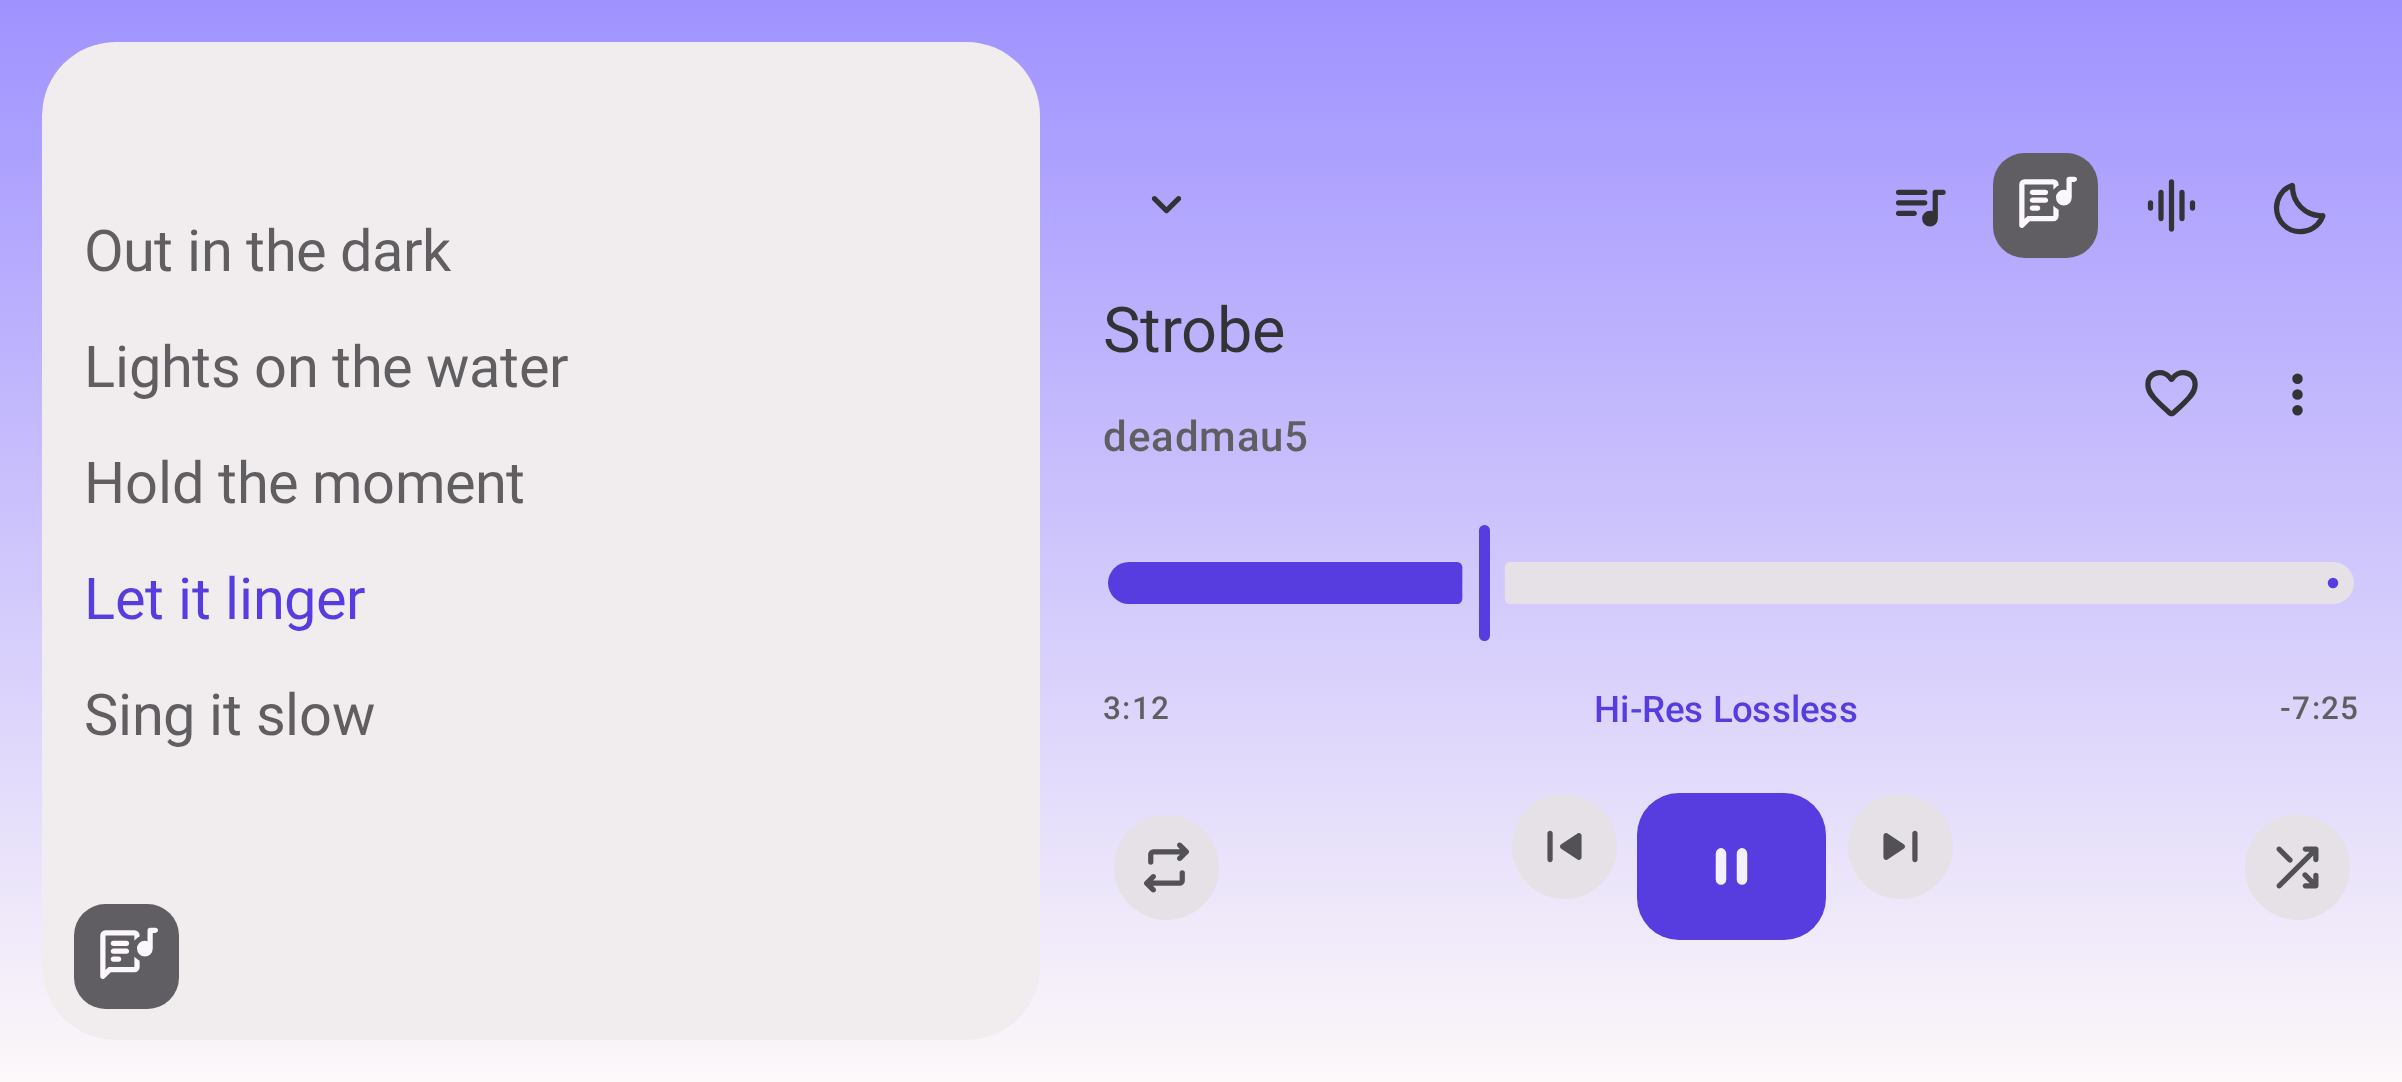 Out in the dark
Lights on the water
Hold the moment
Let it linger
Sing it slow
Strobe
deadmau5
3:12
Hi-Res Lossless
-7:25